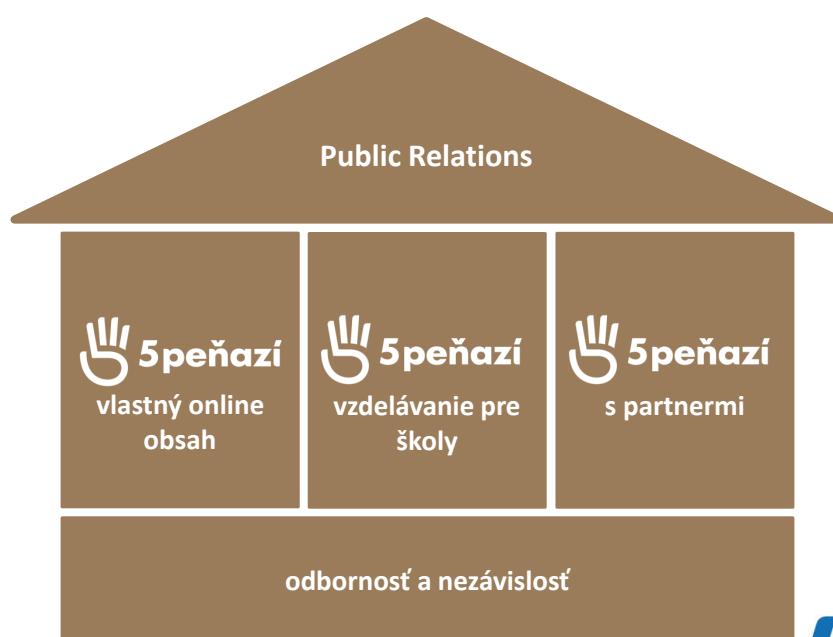 Public Relations
5peňazí
vlastný online
obsah
5peňazí
vzdelávanie pre
školy
5peňazí
s partnermi
odbornosť a nezávislosť